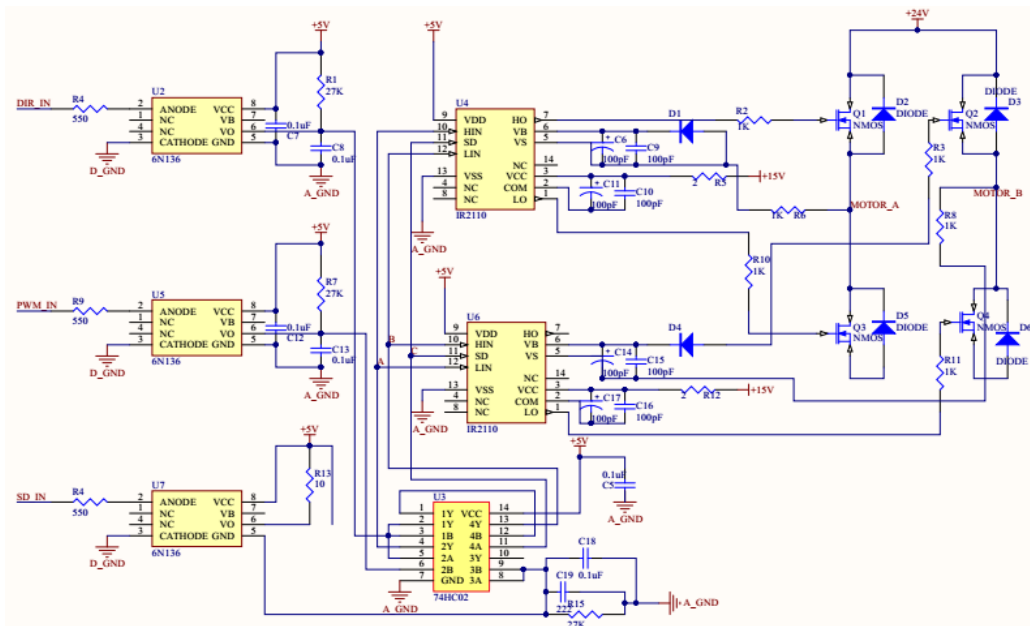 +5V
DIR_IN
R4
550
U2
2 ANODE VCC 8
1 NC VB 7
4 NC VO 6
3 CATHODE GND 5
6N136
D_GND
R1
27K
0.1uF
C7
C8
0.1uF
A_GND
+5V
PWM_IN
R9
550
U5
2 ANODE VCC 8
1 NC VB 7
4 NC VO 6
3 CATHODE GND 5
6N136
D_GND
R7
27K
0.1uF
C12
C13
0.1uF
A_GND
+5V
SD_IN
R4
550
U7
2 ANODE VCC 8
1 NC VB 7
4 NC VO 6
3 CATHODE GND 5
6N136
D_GND
R13
10
+5V
U4
9 VDD HO 7
10 HIN VB 6
11 SD VS 5
12 LIN
NC 14
13 VSS VCC 3
4 NC COM 2
8 NC LO 1
IR2110
A_GND
C6
100pF
C9
100pF
D1
R2
1K
C11
100pF
C10
100pF
2 R5
+15V
1K R6
R10
1K
+5V
U6
9 VDD HO 7
10 HIN VB 6
11 SD VS 5
12 LIN
NC 14
13 VSS VCC 3
4 NC COM 2
8 NC LO 1
IR2110
B
C
A
A_GND
C14
100pF
C15
100pF
D4
C17
100pF
C16
100pF
2 R12
+15V
+5V
0.1uF
C5
A_GND
U3
1 1Y VCC 14
2 1Y 4Y 13
3 1B 4B 12
4 2Y 4A 11
5 2A 3Y 10
6 2B 3B 9
7 GND 3A 8
74HC02
A_GND
C18
0.1uF
C19
222
R15
27K
A_GND
+24V
Q1
NMOS
D2
DIODE
Q2
NMOS
DIODE
D3
R3
1K
MOTOR_A
MOTOR_B
R8
1K
Q3
NMOS
D5
DIODE
Q4
NMOS
D6
DIODE
R11
1K